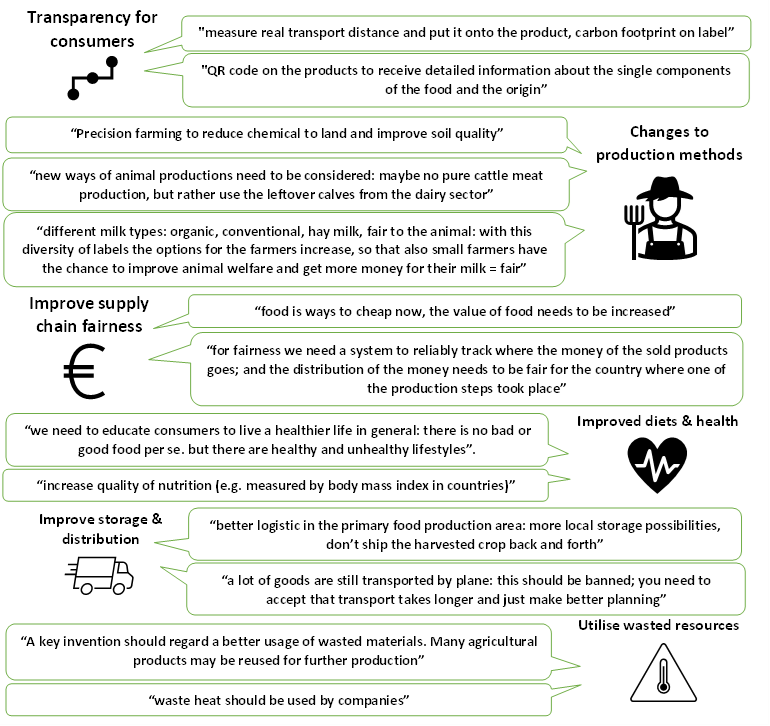 Transparency for
consumers
"measure real transport distance and put it onto the product, carbon footprint on label”
"QR code on the products to receive detailed information about the single components
of the food and the origin”
“Precision farming to reduce chemical to land and improve soil quality”
Changes to
production methods
“new ways of animal productions need to be considered: maybe no pure cattle meat
production, but rather use the leftover calves from the dairy sector”
“different milk types: organic, conventional, hay milk, fair to the animal: with this
diversity of labels the options for the farmers increase, so that also small farmers have
the chance to improve animal welfare and get more money for their milk = fair”
Improve supply
chain fairness
“food is ways to cheap now, the value of food needs to be increased”
“for fairness we need a system to reliably track where the money of the sold products
goes; and the distribution of the money needs to be fair for the country where one of
the production steps took place”
Improved diets & health
“we need to educate consumers to live a healthier life in general: there is no bad or
good food per se. but there are healthy and unhealthy lifestyles”.
“increase quality of nutrition (e.g. measured by body mass index in countries)”
Improve storage &
distribution
“better logistic in the primary food production area: more local storage possibilities,
don’t ship the harvested crop back and forth”
“a lot of goods are still transported by plane: this should be banned; you need to
accept that transport takes longer and just make better planning”
Utilise wasted resources
“A key invention should regard a better usage of wasted materials. Many agricultural
products may be reused for further production”
“waste heat should be used by companies”